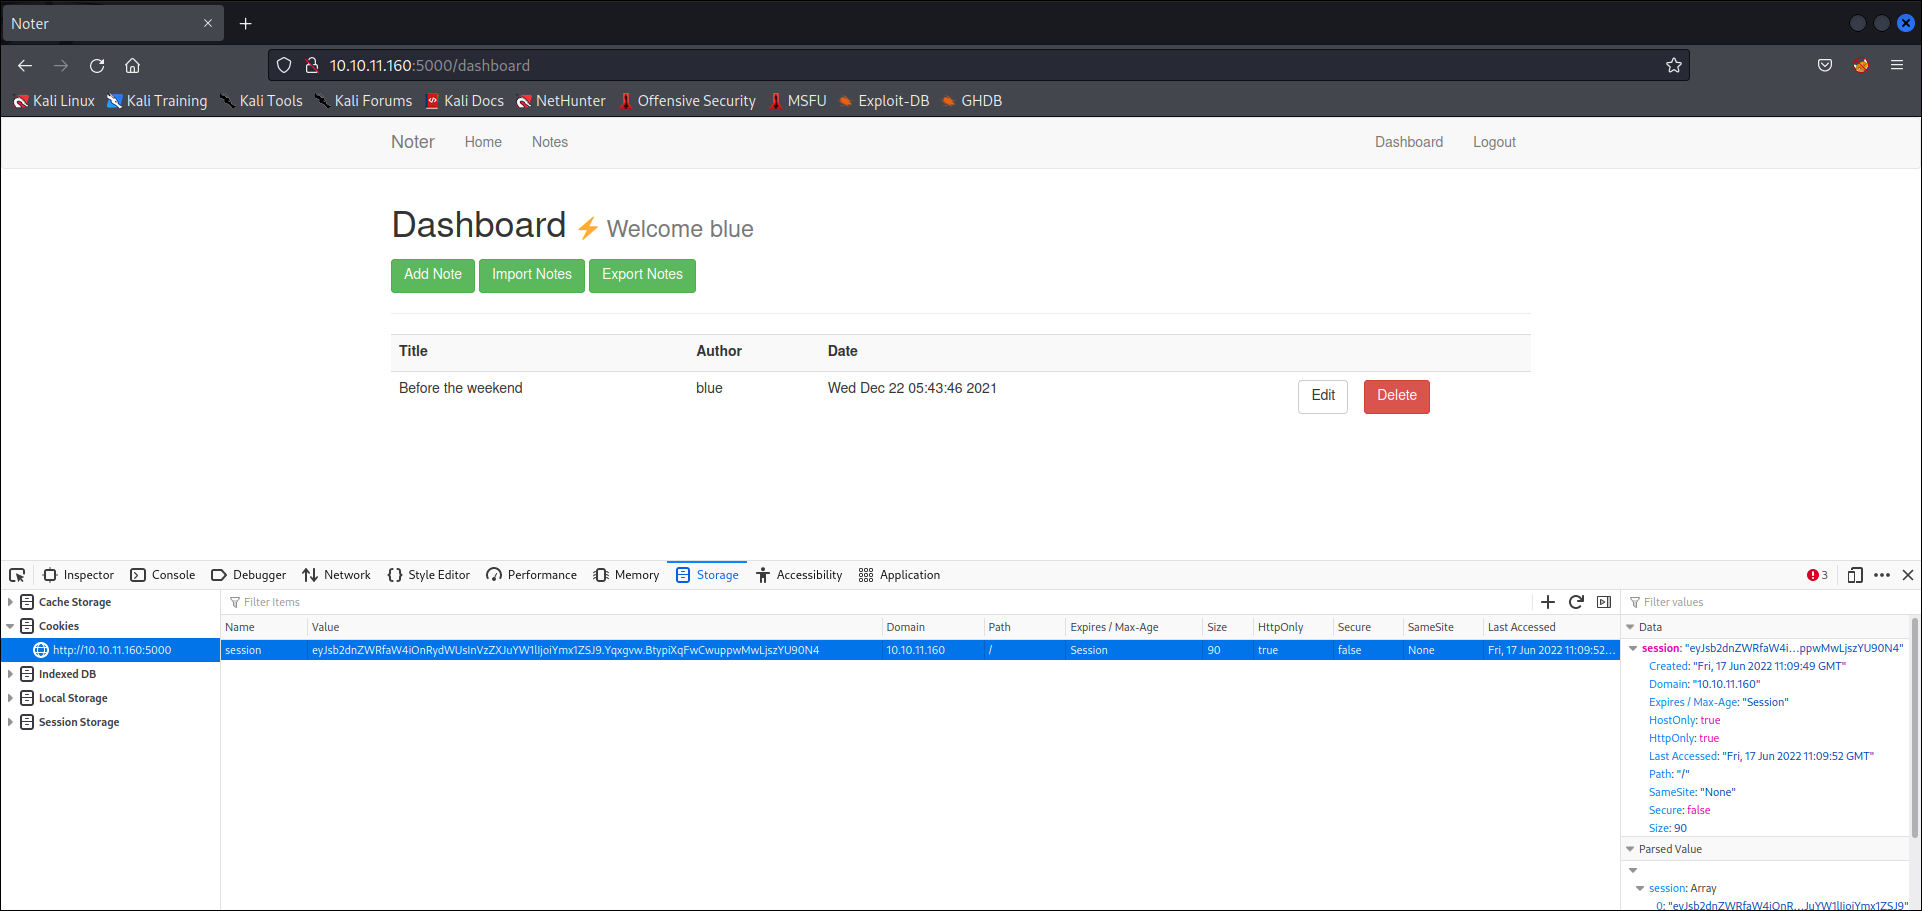 Noter
10.10.11.160:5000/dashboard
Kali Linux Kali Training Kali Tools Kali Forums Kali Docs NetHunter Offensive Security MSFU Exploit-DB GHDB
Noter Home Notes Dashboard Logout
Dashboard ⚡ Welcome blue
Add Note Import Notes Export Notes
Title Author Date
Before the weekend blue Wed Dec 22 05:43:46 2021 Edit Delete
Inspector Console Debugger Network Style Editor Performance Memory Storage Accessibility Application 3
Cache Storage
Cookies
http://10.10.11.160:5000
Indexed DB
Local Storage
Session Storage
Filter Items
Name Value Domain Path Expires / Max-Age Size HttpOnly Secure SameSite Last Accessed
session eyJsb2dnZWRfaW4iOnRydWUsInVzZXJuYW1lIjoiYmx1ZSJ9.Yqxgvw.BtypiXqFwCwuppwMwLjszYU90N4 10.10.11.160 / Session 90 true false None Fri, 17 Jun 2022 11:09:52...
Filter values
Data
session: "eyJsb2dnZWRfaW4i...ppwMwLjszYU90N4"
Created: "Fri, 17 Jun 2022 11:09:49 GMT"
Domain: "10.10.11.160"
Expires / Max-Age: "Session"
HostOnly: true
HttpOnly: true
Last Accessed: "Fri, 17 Jun 2022 11:09:52 GMT"
Path: "/"
SameSite: "None"
Secure: false
Size: 90
Parsed Value
session: Array
0: "eyJsb2dnZWRfaW4iOnR...JuYW1lIjoiYmx1ZSJ9"